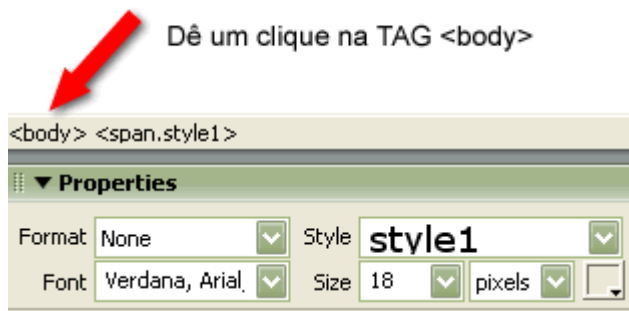 Dê um clique na TAG <body>
<body> <span.style1>
Properties
Format None Style style1
Font Verdana, Arial, Size 18 pixels